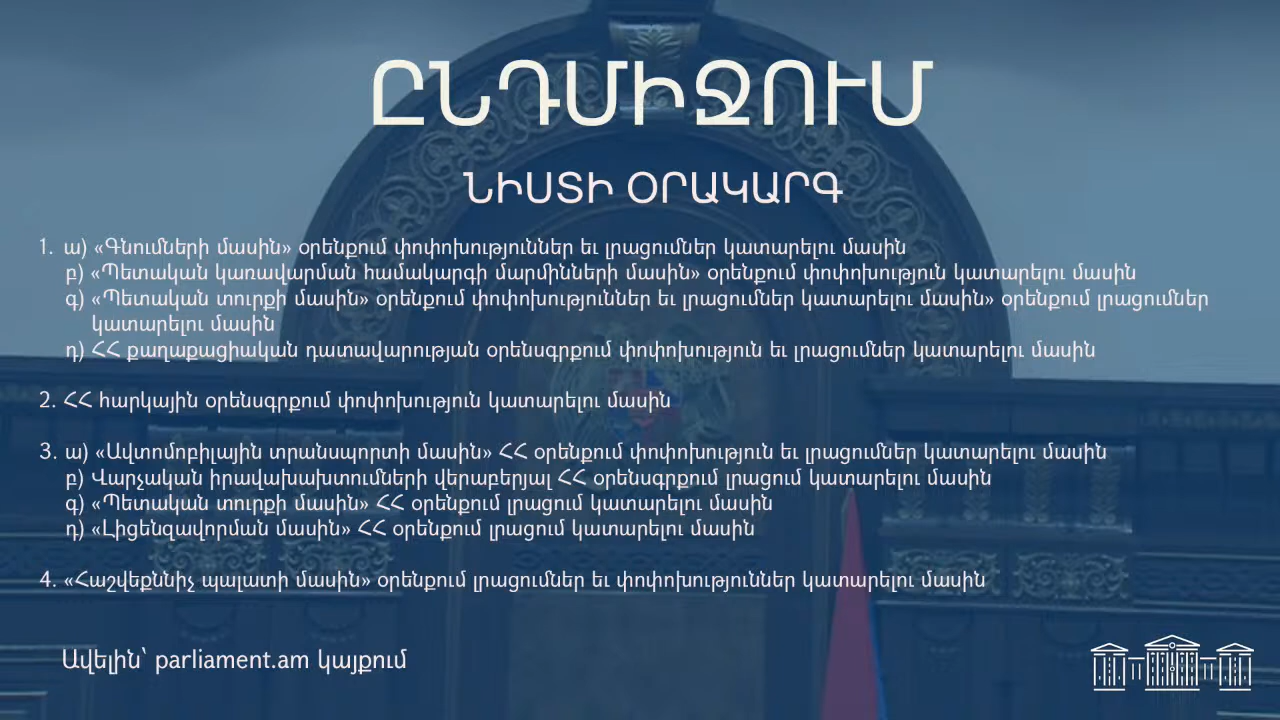 ԸՆԴՄԻՋՈՒՄ
ՆԻՍՏԻ ՕՐԱԿԱՐԳ
1. ա) «Գնումների մասին» օրենքում փոփոխություններ եւ լրացումներ կատարելու մասին
բ) «Պետական կառավարման համակարգի մարմինների մասին» օրենքում փոփոխություն կատարելու մասին
գ) «Պետական տուրքի մասին» օրենքում փոփոխություններ եւ լրացումներ կատարելու մասին» օրենքում լրացումներ
կատարելու մասին
դ) ՀՀ քաղաքացիական դատավարության օրենսգրքում փոփոխություն եւ լրացումներ կատարելու մասին
2. ՀՀ հարկային օրենսգրքում փոփոխություն կատարելու մասին
3. ա) «Ավտոմոբիլային տրանսպորտի մասին» ՀՀ օրենքում փոփոխություն եւ լրացումներ կատարելու մասին
բ) Վարչական իրավախախտումների վերաբերյալ ՀՀ օրենսգրքում լրացում կատարելու մասին
գ) «Պետական տուրքի մասին» ՀՀ օրենքում լրացում կատարելու մասին
դ) «Լիցենզավորման մասին» ՀՀ օրենքում լրացում կատարելու մասին
4. «Հաշվեքննիչ պալատի մասին» օրենքում լրացումներ եւ փոփոխություններ կատարելու մասին
Ավելին՝ parliament.am կայքում